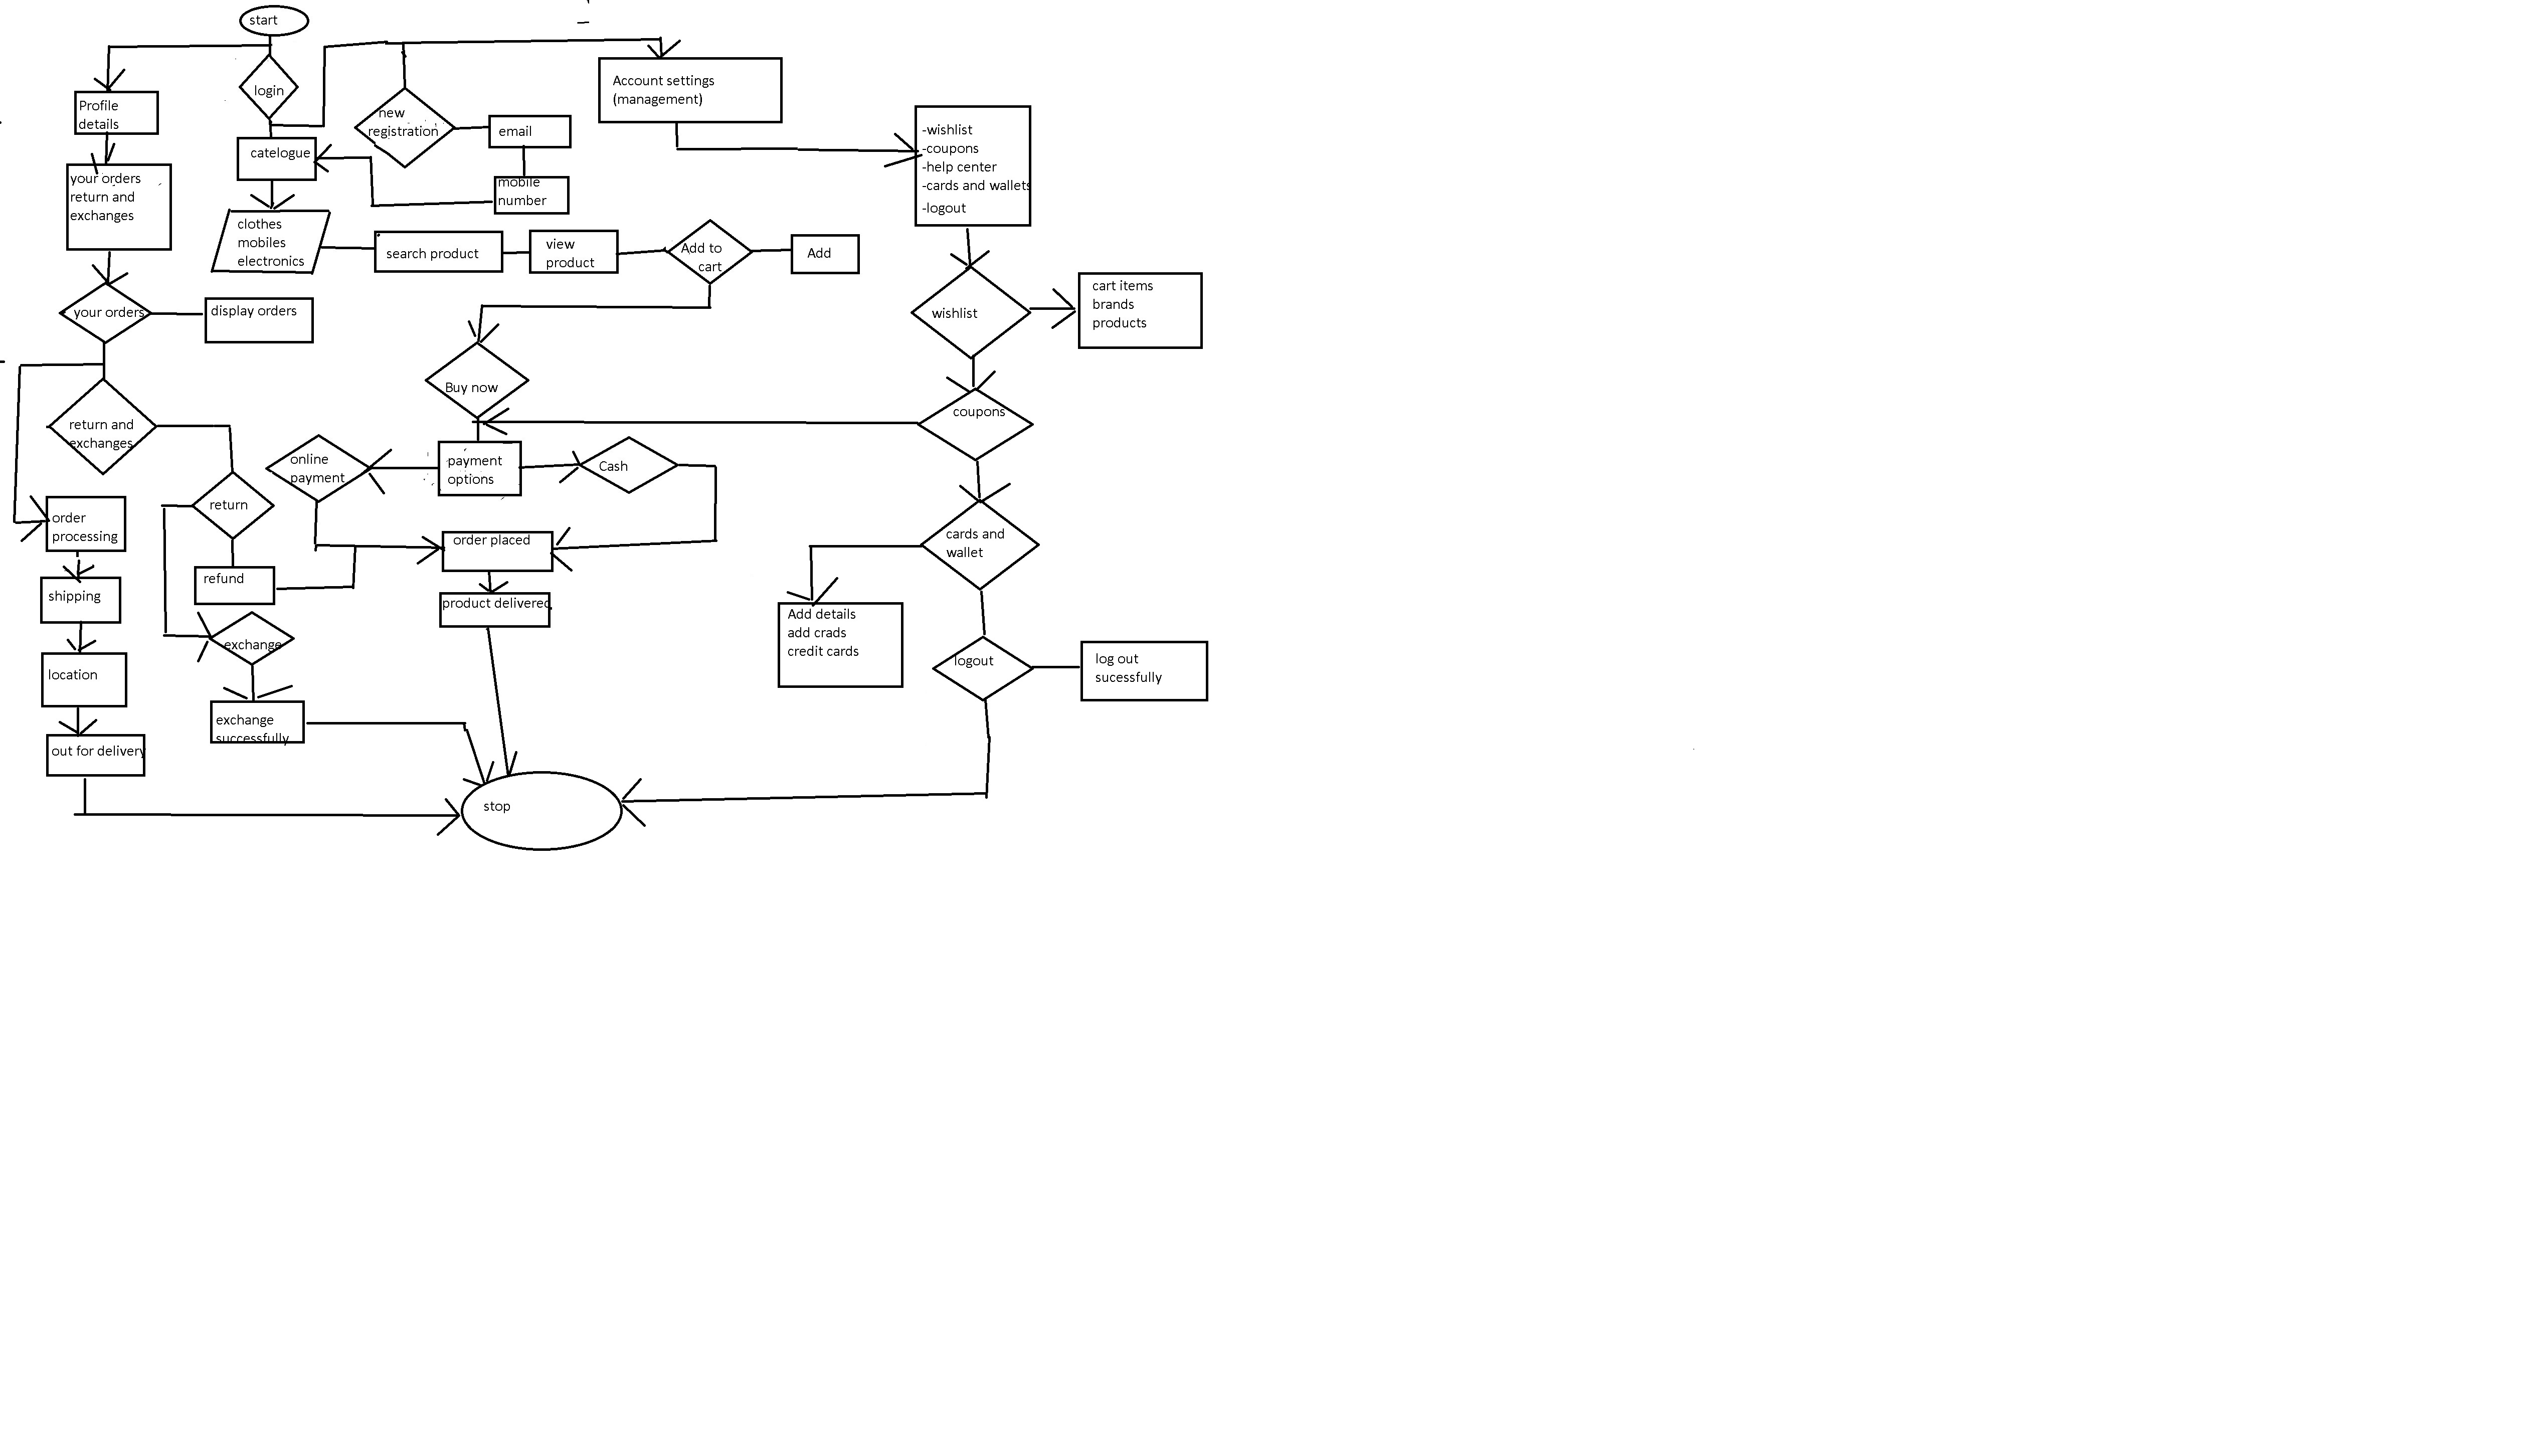 start
login
Profile
details
new
registration
email
mobile
number
Account settings
(management)
catelogue
-wishlist
-coupons
-help center
-cards and wallets
-logout
your orders
return and
exchanges
clothes
mobiles
electronics
search product
view
product
Add to
cart
Add
your orders
display orders
wishlist
cart items
brands
products
Buy now
coupons
return and
exchanges
online
payment
payment
options
Cash
return
order
processing
order placed
cards and
wallet
refund
shipping
product delivered
Add details
add crads
credit cards
exchange
location
logout
log out
sucessfully
exchange
successfully
out for delivery
stop